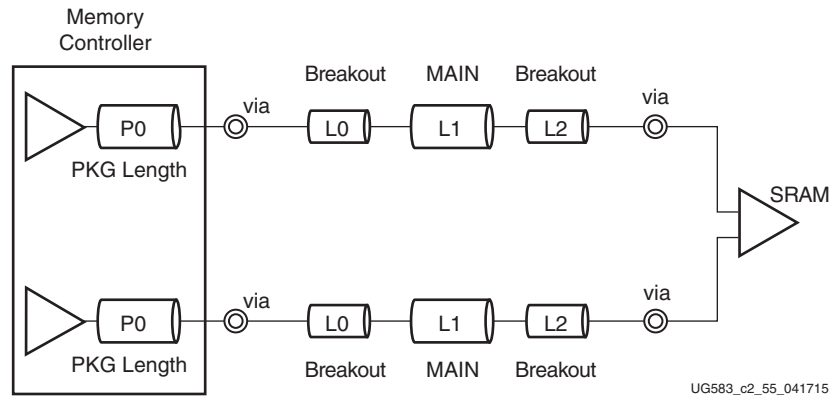 Memory
Controller
Breakout MAIN Breakout
via via
P0 L0 L1 L2
PKG Length
SRAM
via via
P0 L0 L1 L2
PKG Length
Breakout MAIN Breakout
UG583_c2_55_041715